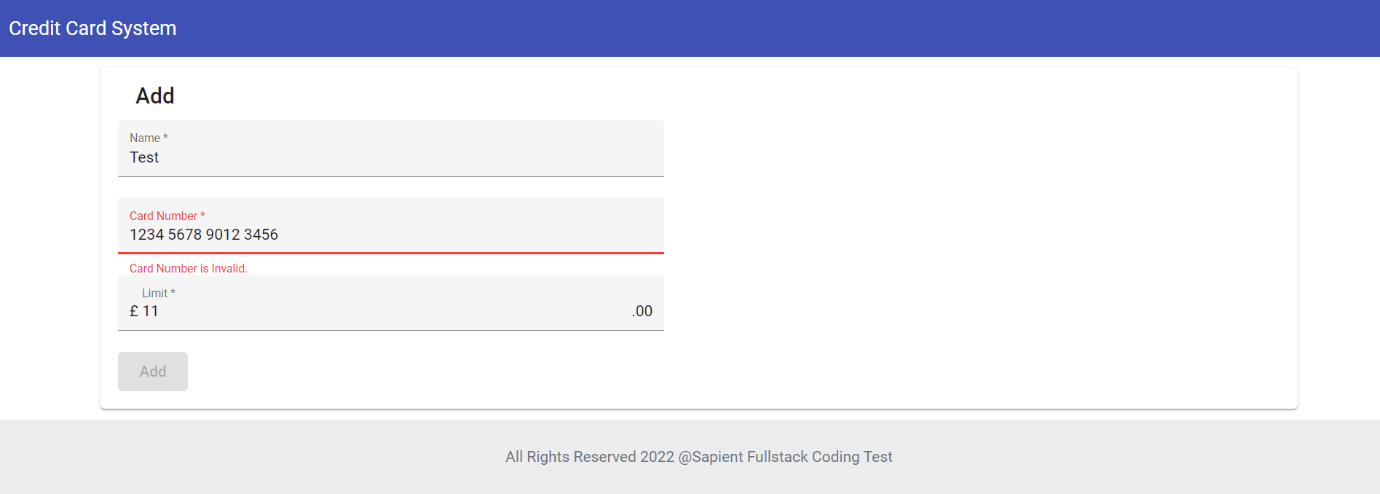 Credit Card System
Add
Name *
Test
Card Number *
1234 5678 9012 3456
Card Number is Invalid.
Limit *
£ 11 .00
Add
All Rights Reserved 2022 @Sapient Fullstack Coding Test